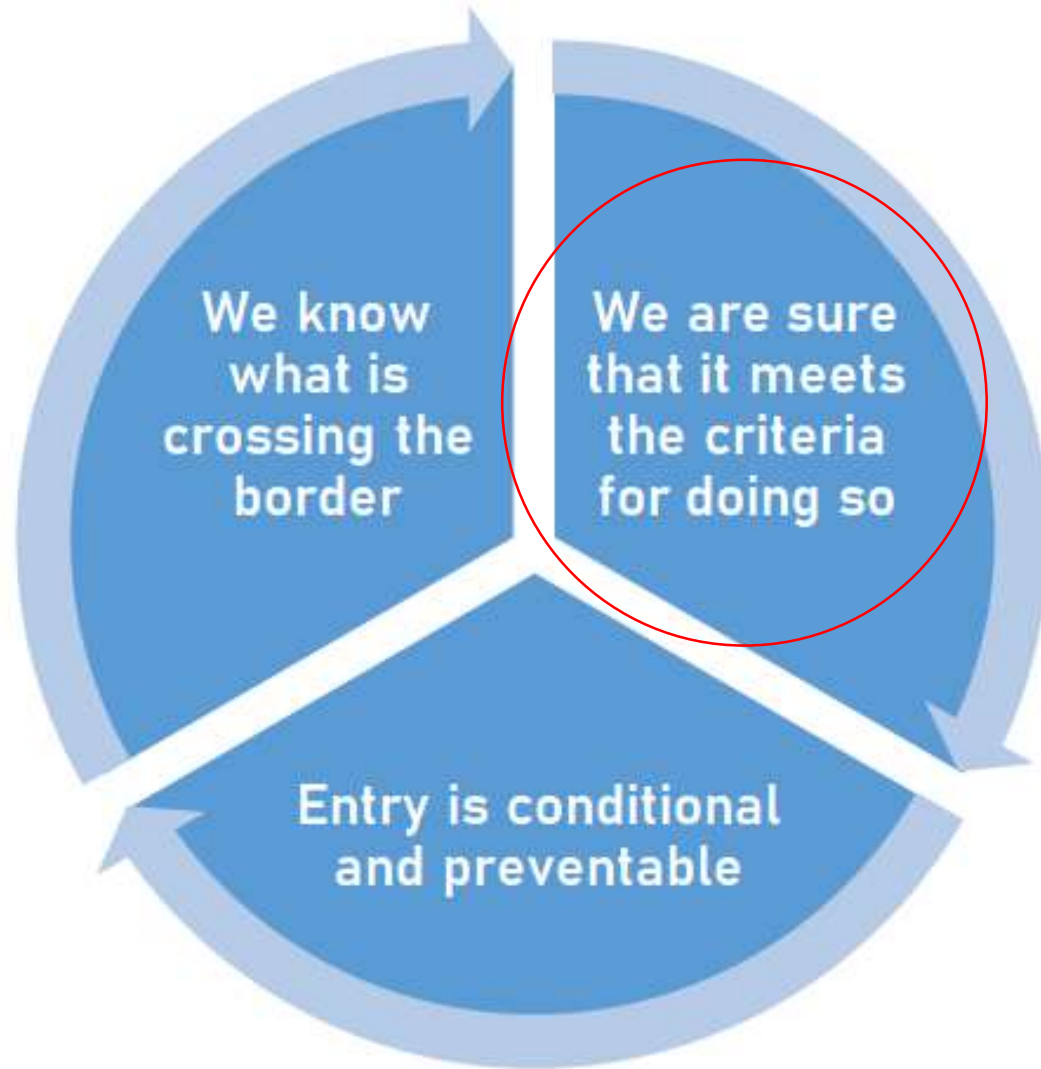 We know
what is
crossing the
border
We are sure
that it meets
the criteria
for doing so
Entry is conditional
and preventable